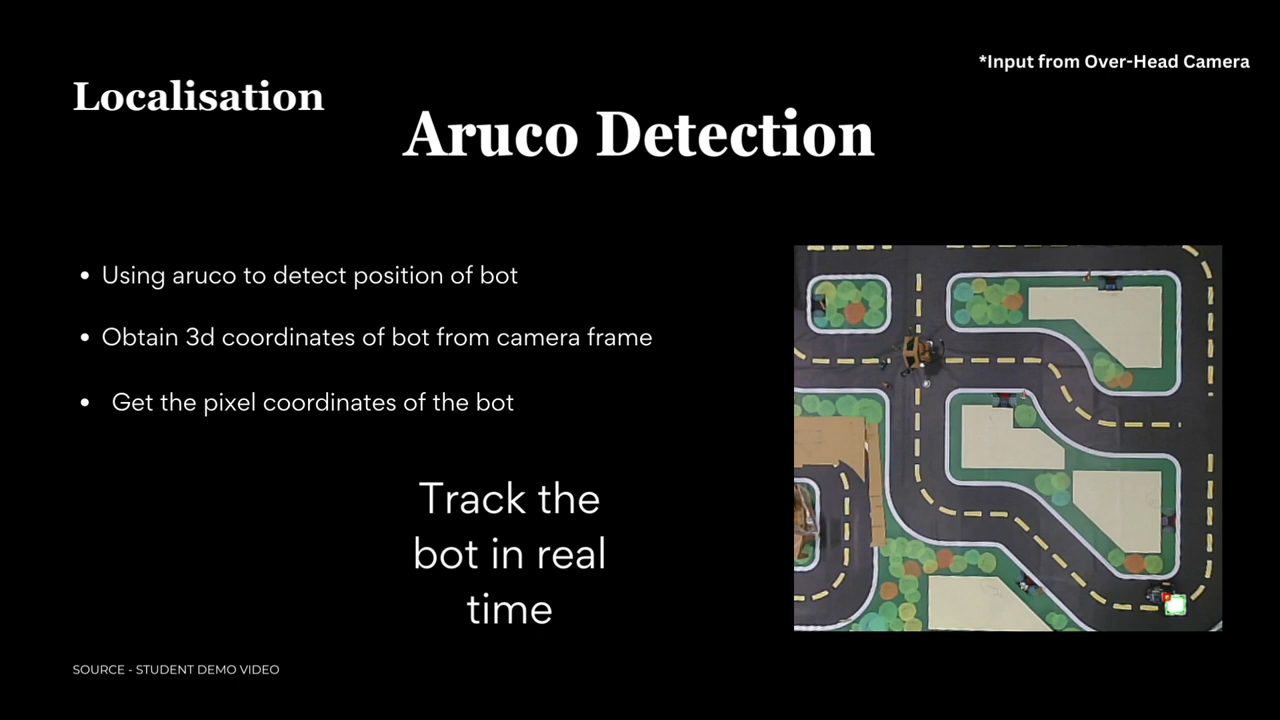 *Input from Over-Head Camera
Localisation
Aruco Detection
• Using aruco to detect position of bot
• Obtain 3d coordinates of bot from camera frame
• Get the pixel coordinates of the bot
Track the
bot in real
time
SOURCE - STUDENT DEMO VIDEO